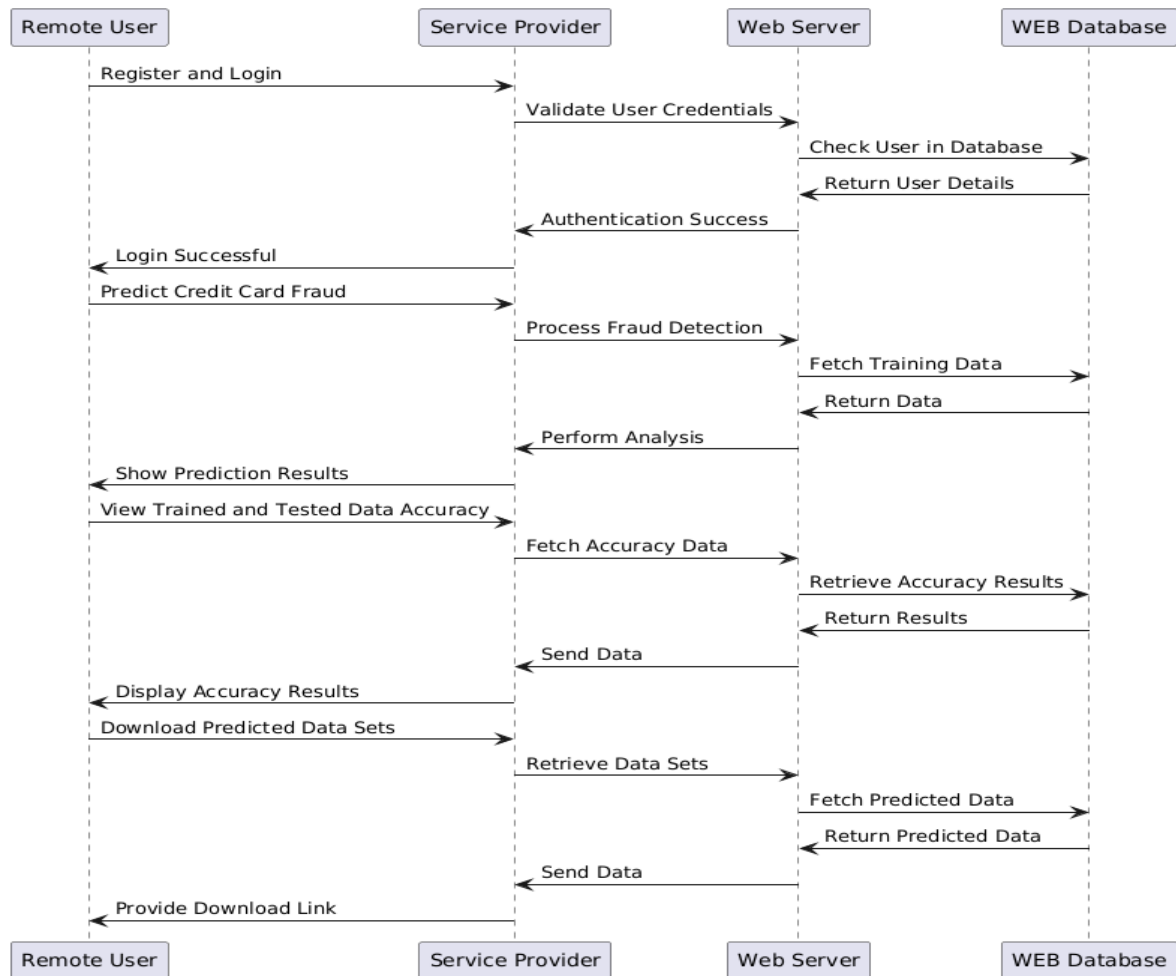 Remote User Service Provider Web Server WEB Database
Register and Login
Validate User Credentials
Check User in Database
Return User Details
Authentication Success
Login Successful
Predict Credit Card Fraud
Process Fraud Detection
Fetch Training Data
Return Data
Perform Analysis
Show Prediction Results
View Trained and Tested Data Accuracy
Fetch Accuracy Data
Retrieve Accuracy Results
Return Results
Send Data
Display Accuracy Results
Download Predicted Data Sets
Retrieve Data Sets
Fetch Predicted Data
Return Predicted Data
Send Data
Provide Download Link
Remote User Service Provider Web Server WEB Database